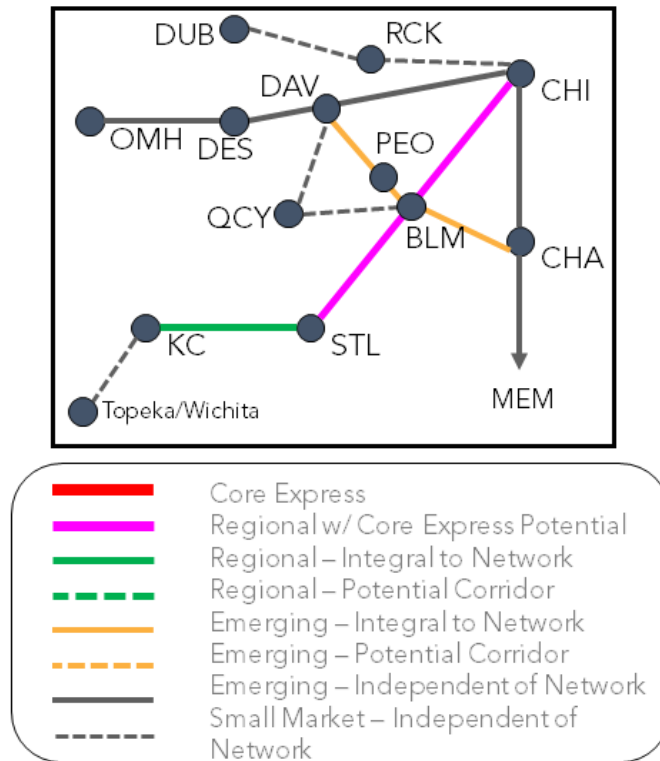 DUB
RCK
DAV
CHI
OMH
DES
PEO
QCY
BLM
CHA
KC
STL
MEM
Topeka/Wichita
Core Express
Regional w/ Core Express Potential
Regional – Integral to Network
Regional – Potential Corridor
Emerging – Integral to Network
Emerging – Potential Corridor
Emerging – Independent of Network
Small Market – Independent of
Network